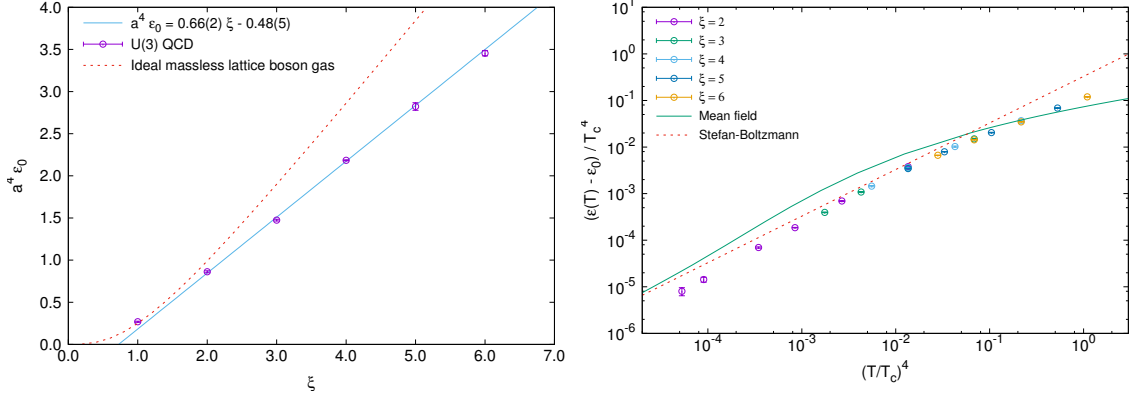 a⁴ ε₀ = 0.66(2) ξ - 0.48(5)
U(3) QCD
Ideal massless lattice boson gas
a⁴ ε₀
4.0
3.5
3.0
2.5
2.0
1.5
1.0
0.5
0.0
0.0 1.0 2.0 3.0 4.0 5.0 6.0 7.0
ξ
ξ = 2
ξ = 3
ξ = 4
ξ = 5
ξ = 6
Mean field
Stefan-Boltzmann
(ε(T) - ε₀) / T_c⁴
10¹
10⁰
10⁻¹
10⁻²
10⁻³
10⁻⁴
10⁻⁵
10⁻⁶
10⁻⁴ 10⁻³ 10⁻² 10⁻¹ 10⁰
(T/T_c)⁴